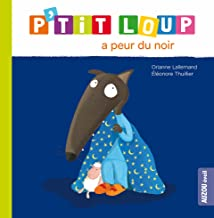 P'TIT LOUP
a peur du noir
Orianne Lallemand
Éléonore Thuillier
AUZOU éveil